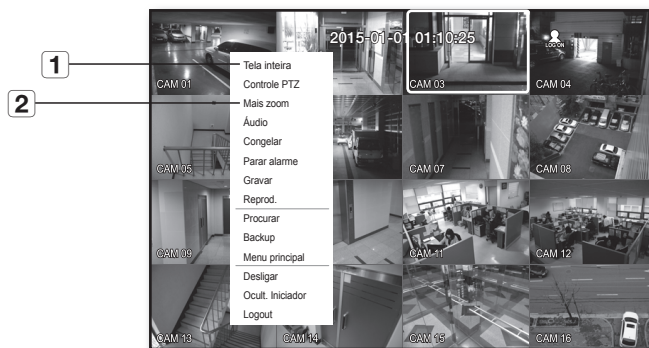 2015-01-01 01:10:25
LOG ON
1
Tela inteira
CAM 01
CAM 03
CAM 04
Controle PTZ
2
Mais zoom
Áudio
Congelar
Parar alarme
CAM 05
CAM 07
CAM 08
Gravar
Reprod.
Procurar
Backup
CAM 09
CAM 11
CAM 12
Menu principal
Desligar
Ocult. Iniciador
Logout
CAM 13
CAM 14
CAM 15
CAM 16